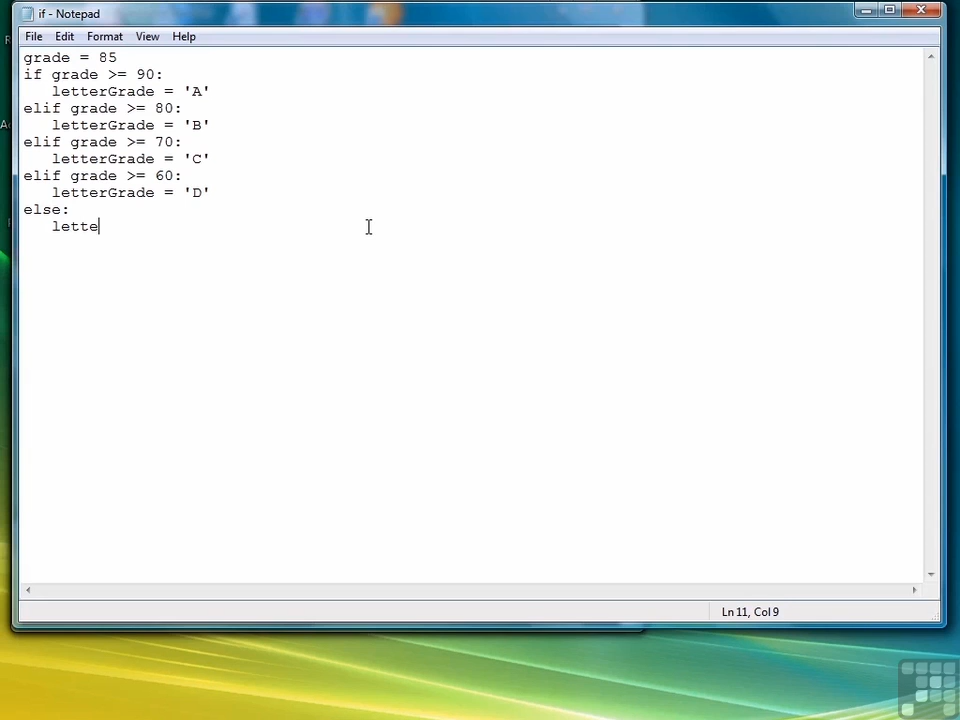 if - Notepad
File Edit Format View Help
grade = 85
if grade >= 90:
   letterGrade = 'A'
elif grade >= 80:
   letterGrade = 'B'
elif grade >= 70:
   letterGrade = 'C'
elif grade >= 60:
   letterGrade = 'D'
else:
   lette
Ln 11, Col 9